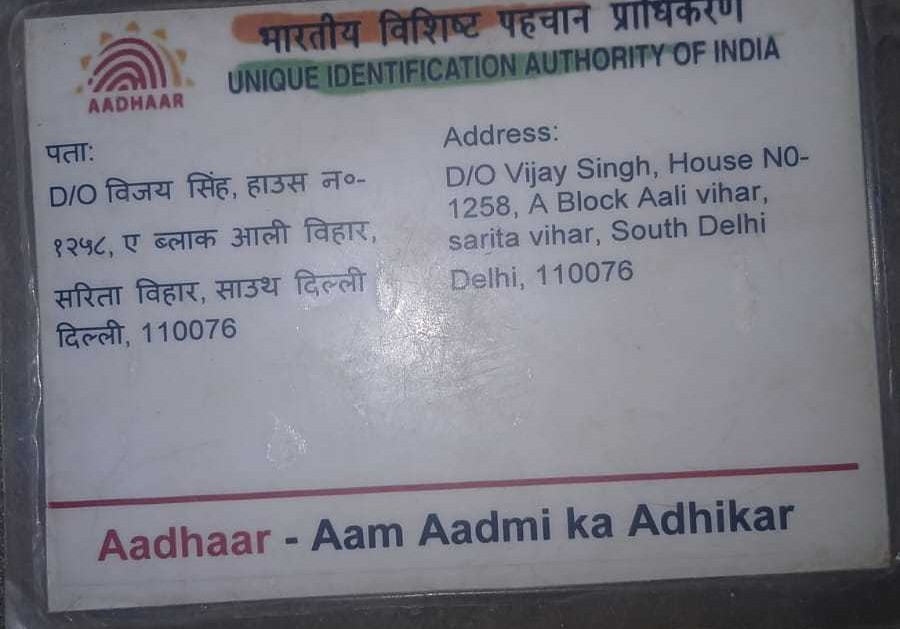 भारतीय विशिष्ट पहचान प्राधिकरण
UNIQUE IDENTIFICATION AUTHORITY OF INDIA
AADHAAR
पता:
D/O विजय सिंह, हाउस न०-
१२५८, ए ब्लाक आली विहार,
सरिता विहार, साउथ दिल्ली
दिल्ली, 110076
Address:
D/O Vijay Singh, House N0-
1258, A Block Aali vihar,
sarita vihar, South Delhi
Delhi, 110076
Aadhaar - Aam Aadmi ka Adhikar